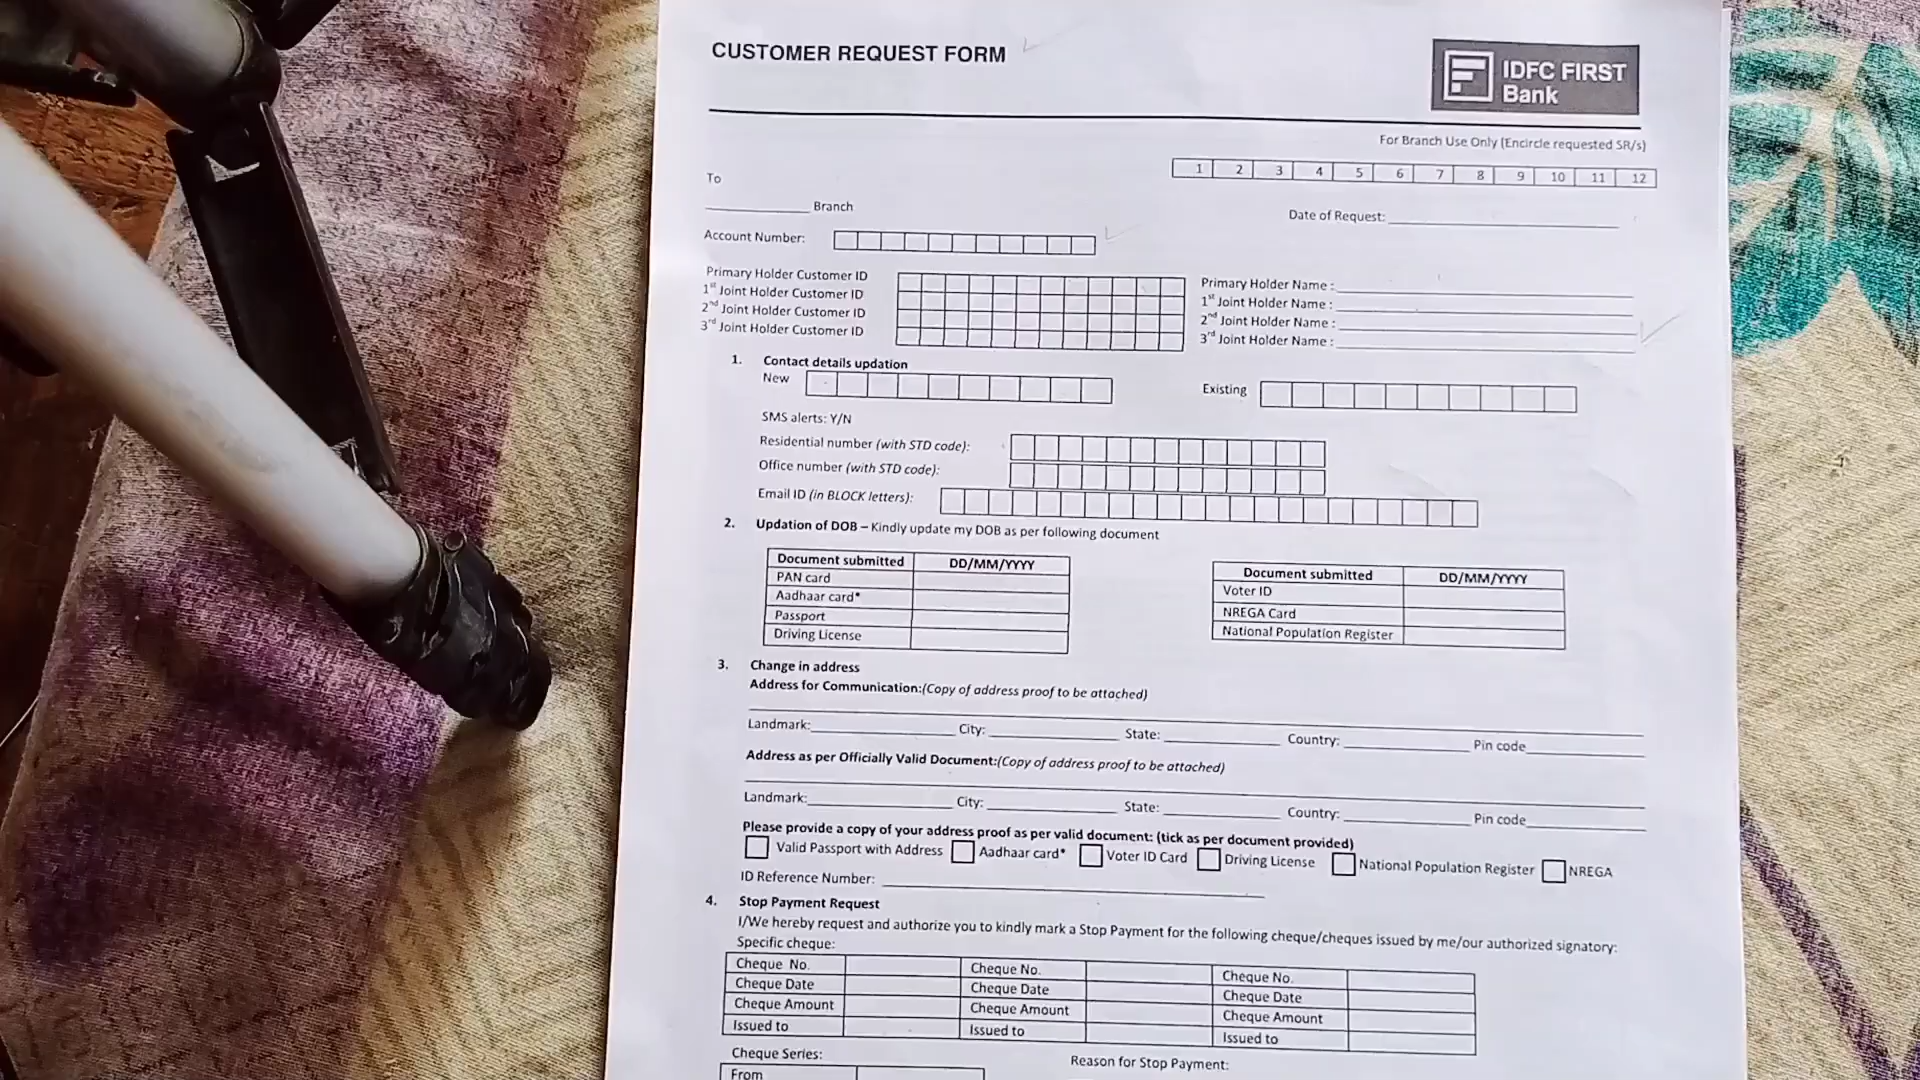 CUSTOMER REQUEST FORM
IDFC FIRST
Bank
For Branch Use Only (Encircle requested SR/s)
1 2 3 4 5 6 7 8 9 10 11 12
To
Branch
Date of Request:
Account Number:
Primary Holder Customer ID
1st Joint Holder Customer ID
2nd Joint Holder Customer ID
3rd Joint Holder Customer ID
Primary Holder Name :
1st Joint Holder Name :
2nd Joint Holder Name :
3rd Joint Holder Name :
1. Contact details updation
New
Existing
SMS alerts: Y/N
Residential number (with STD code):
Office number (with STD code):
Email ID (in BLOCK letters):
2. Updation of DOB – Kindly update my DOB as per following document
Document submitted DD/MM/YYYY
PAN card
Aadhaar card*
Passport
Driving License
Document submitted DD/MM/YYYY
Voter ID
NREGA Card
National Population Register
3. Change in address
Address for Communication:(Copy of address proof to be attached)
Landmark: City: State: Country: Pin code
Address as per Officially Valid Document:(Copy of address proof to be attached)
Landmark: City: State: Country: Pin code
Please provide a copy of your address proof as per valid document: (tick as per document provided)
Valid Passport with Address Aadhaar card* Voter ID Card Driving License National Population Register NREGA
ID Reference Number:
4. Stop Payment Request
I/We hereby request and authorize you to kindly mark a Stop Payment for the following cheque/cheques issued by me/our authorized signatory:
Specific cheque:
Cheque No. Cheque No. Cheque No.
Cheque Date Cheque Date Cheque Date
Cheque Amount Cheque Amount Cheque Amount
Issued to Issued to Issued to
Cheque Series:
Reason for Stop Payment:
From